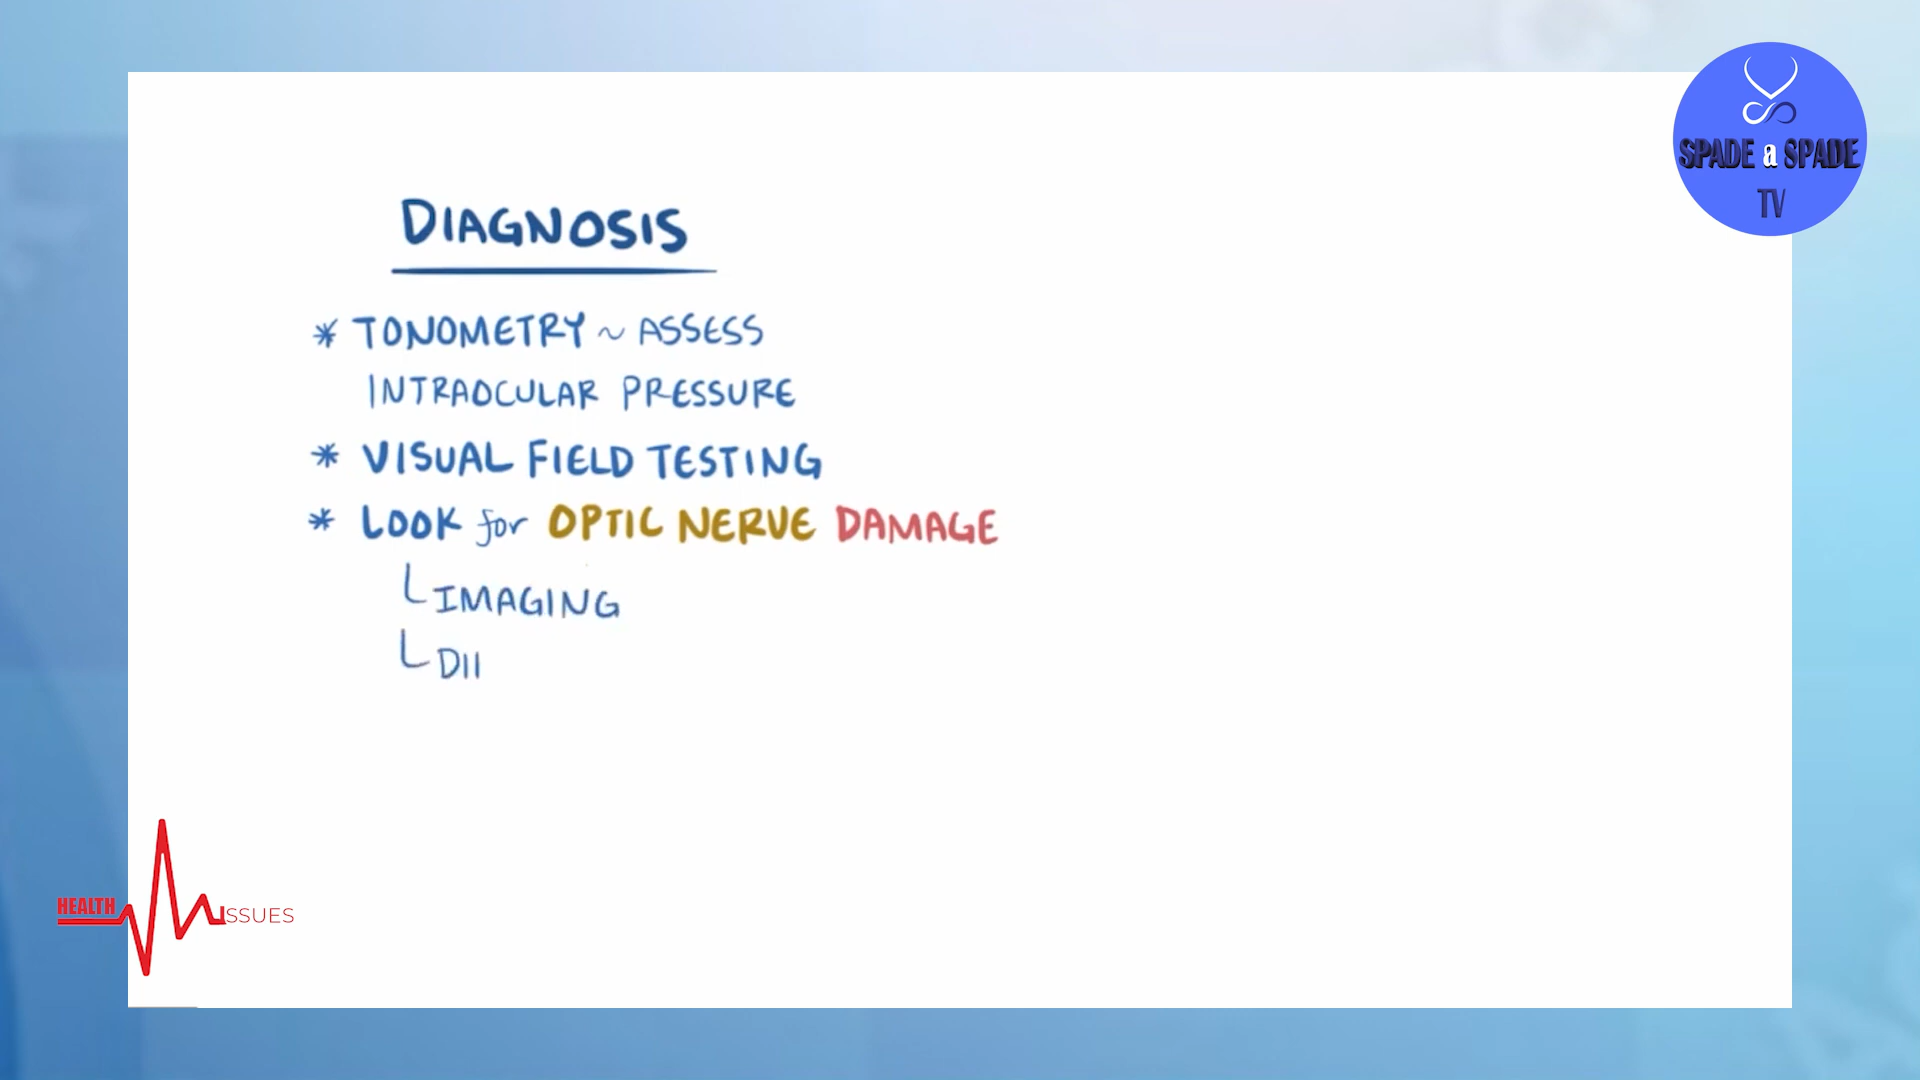 SPADE a SPADE
TV
DIAGNOSIS
* TONOMETRY ~ ASSESS
INTRAOCULAR PRESSURE
* VISUAL FIELD TESTING
* LOOK for OPTIC NERVE DAMAGE
IMAGING
HEALTH
ISSUES